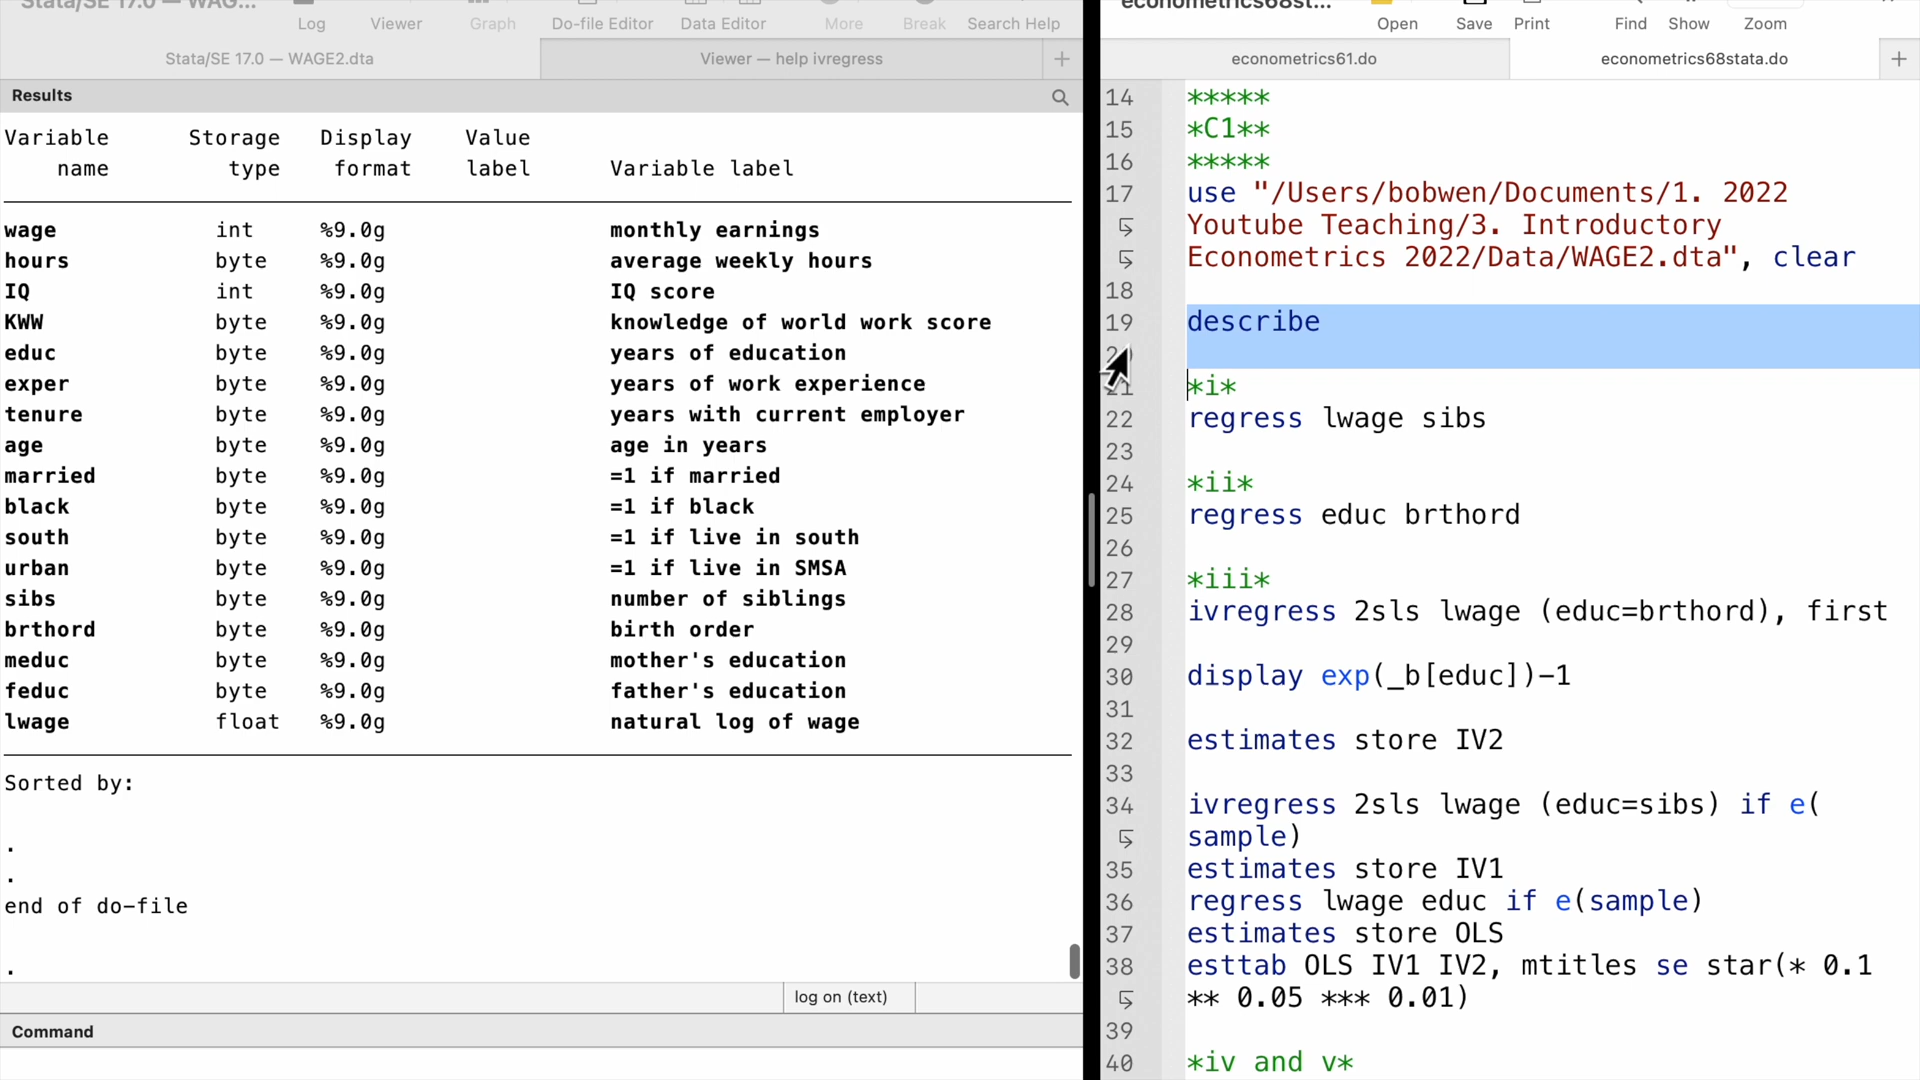 Stata/SE 17.0 — WAG...
Log Viewer Graph Do-file Editor Data Editor More Break Search Help
Stata/SE 17.0 — WAGE2.dta Viewer — help ivregress +
Results
Variable Storage Display Value
name type format label Variable label
wage int %9.0g monthly earnings
hours byte %9.0g average weekly hours
IQ int %9.0g IQ score
KWW byte %9.0g knowledge of world work score
educ byte %9.0g years of education
exper byte %9.0g years of work experience
tenure byte %9.0g years with current employer
age byte %9.0g age in years
married byte %9.0g =1 if married
black byte %9.0g =1 if black
south byte %9.0g =1 if live in south
urban byte %9.0g =1 if live in SMSA
sibs byte %9.0g number of siblings
brthord byte %9.0g birth order
meduc byte %9.0g mother's education
feduc byte %9.0g father's education
lwage float %9.0g natural log of wage
Sorted by:
.
.
end of do-file
.
log on (text)
Command
econometrics68st...
Open Save Print Find Show Zoom
econometrics61.do econometrics68stata.do +
14 *****
15 *C1**
16 *****
17 use "/Users/bobwen/Documents/1. 2022
Youtube Teaching/3. Introductory
Econometrics 2022/Data/WAGE2.dta", clear
18
19 describe
20
21 *i*
22 regress lwage sibs
23
24 *ii*
25 regress educ brthord
26
27 *iii*
28 ivregress 2sls lwage (educ=brthord), first
29
30 display exp(_b[educ])-1
31
32 estimates store IV2
33
34 ivregress 2sls lwage (educ=sibs) if e(
sample)
35 estimates store IV1
36 regress lwage educ if e(sample)
37 estimates store OLS
38 esttab OLS IV1 IV2, mtitles se star(* 0.1
** 0.05 *** 0.01)
39
40 *iv and v*